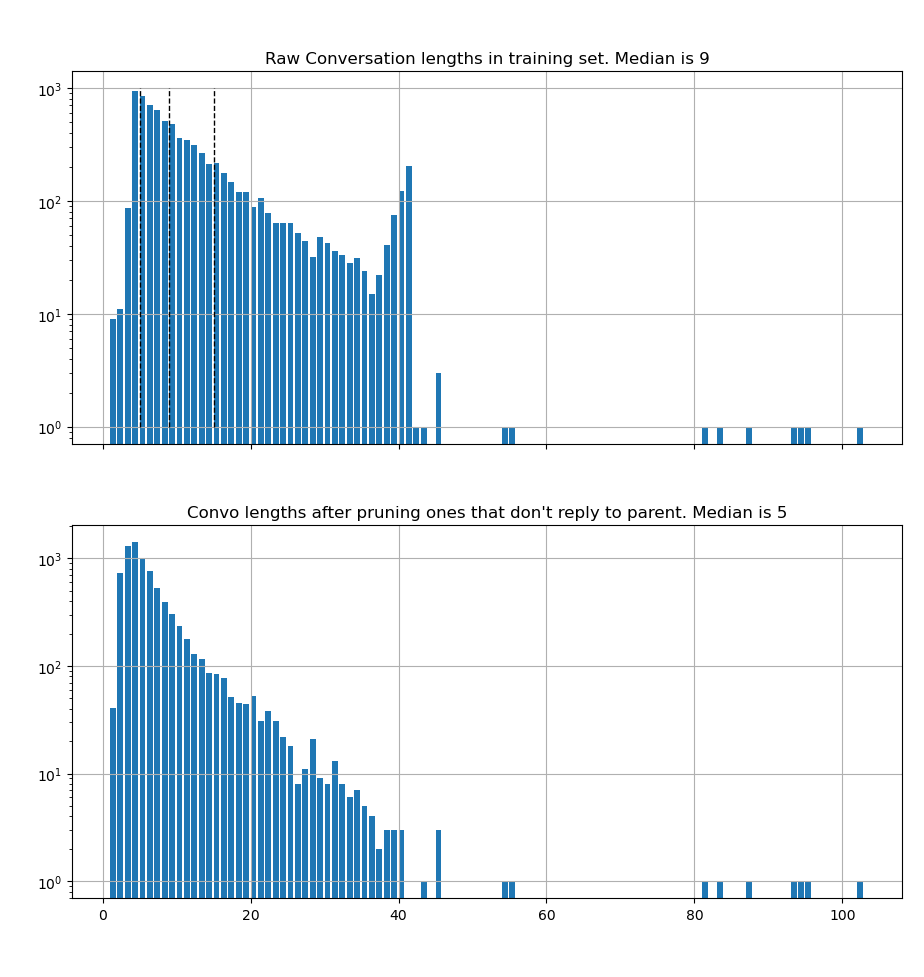 Raw Conversation lengths in training set. Median is 9
10³
10²
10¹
10⁰
Convo lengths after pruning ones that don't reply to parent. Median is 5
10³
10²
10¹
10⁰
0 20 40 60 80 100